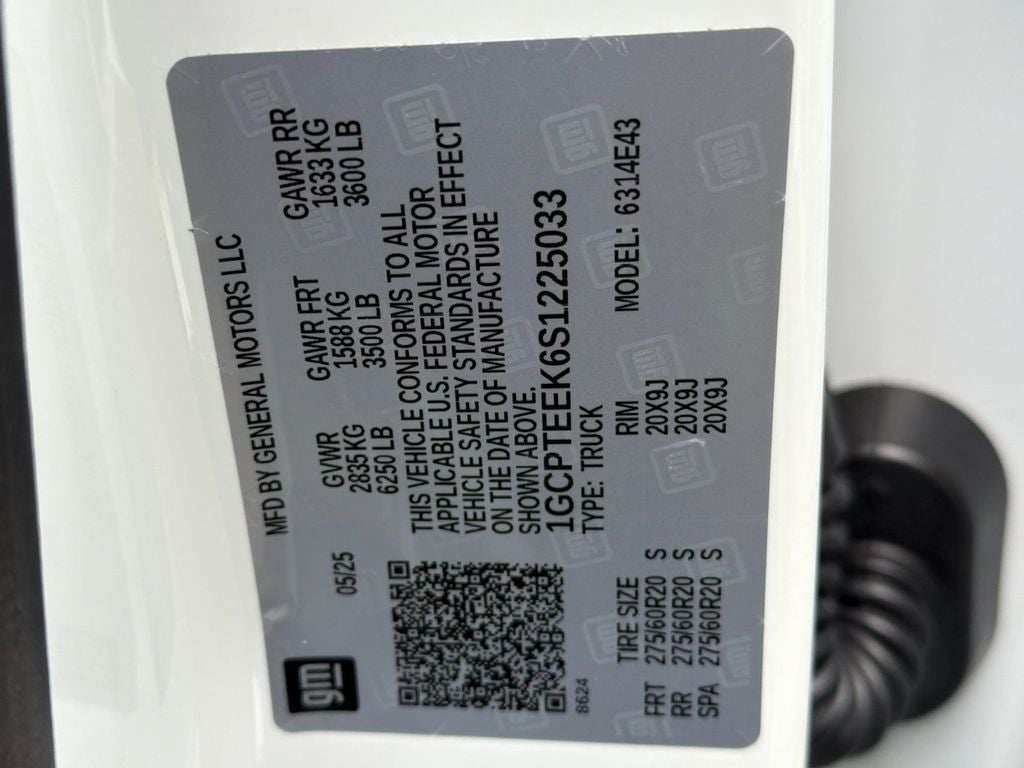 gm
MFD BY GENERAL MOTORS LLC
05/25
GVWR GAWR FRT GAWR RR
2835 KG 1588 KG 1633 KG
6250 LB 3500 LB 3600 LB
THIS VEHICLE CONFORMS TO ALL
APPLICABLE U.S. FEDERAL MOTOR
VEHICLE SAFETY STANDARDS IN EFFECT
ON THE DATE OF MANUFACTURE
SHOWN ABOVE.
1GCPTEEK6S1225033
TYPE: TRUCK
8624
MODEL: 6314E43
TIRE SIZE RIM
FRT 275/60R20 S 20X9J
RR 275/60R20 S 20X9J
SPA 275/60R20 S 20X9J